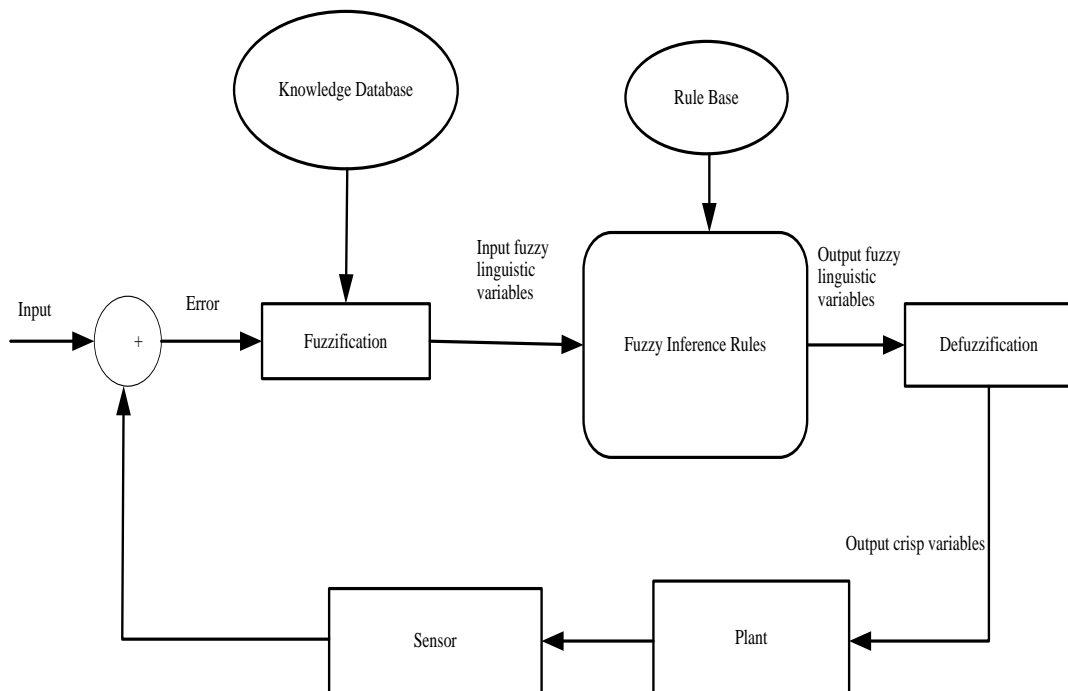 Knowledge Database
Rule Base
Input fuzzy
linguistic
variables
Output fuzzy
linguistic
variables
Input
Error
+
Fuzzification
Fuzzy Inference Rules
Defuzzification
Output crisp variables
Sensor
Plant